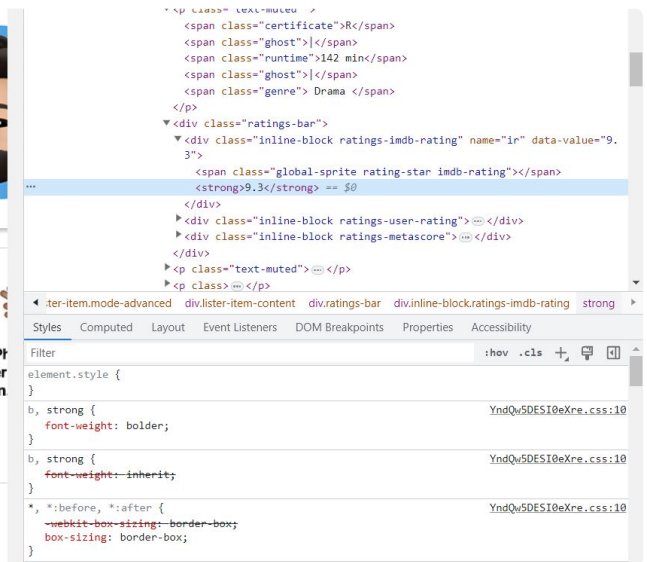 <p class="text-muted">
<span class="certificate">R</span>
<span class="ghost">|</span>
<span class="runtime">142 min</span>
<span class="ghost">|</span>
<span class="genre"> Drama </span>
</p>
<div class="ratings-bar">
<div class="inline-block ratings-imdb-rating" name="ir" data-value="9.
3">
<span class="global-sprite rating-star imdb-rating"></span>
... <strong>9.3</strong> == $0
</div>
<div class="inline-block ratings-user-rating">...</div>
<div class="inline-block ratings-metascore">...</div>
</div>
<p class="text-muted">...</p>
<p class>...</p>
:ter-item.mode-advanced div.lister-item-content div.ratings-bar div.inline-block.ratings-imdb-rating strong
Styles Computed Layout Event Listeners DOM Breakpoints Properties Accessibility
Filter :hov .cls
element.style {
}
b, strong { YndQw5DESI0eXre.css:10
font-weight: bolder;
}
b, strong { YndQw5DESI0eXre.css:10
font-weight: inherit;
}
*, *:before, *:after { YndQw5DESI0eXre.css:10
-webkit-box-sizing: border-box;
box-sizing: border-box;
}